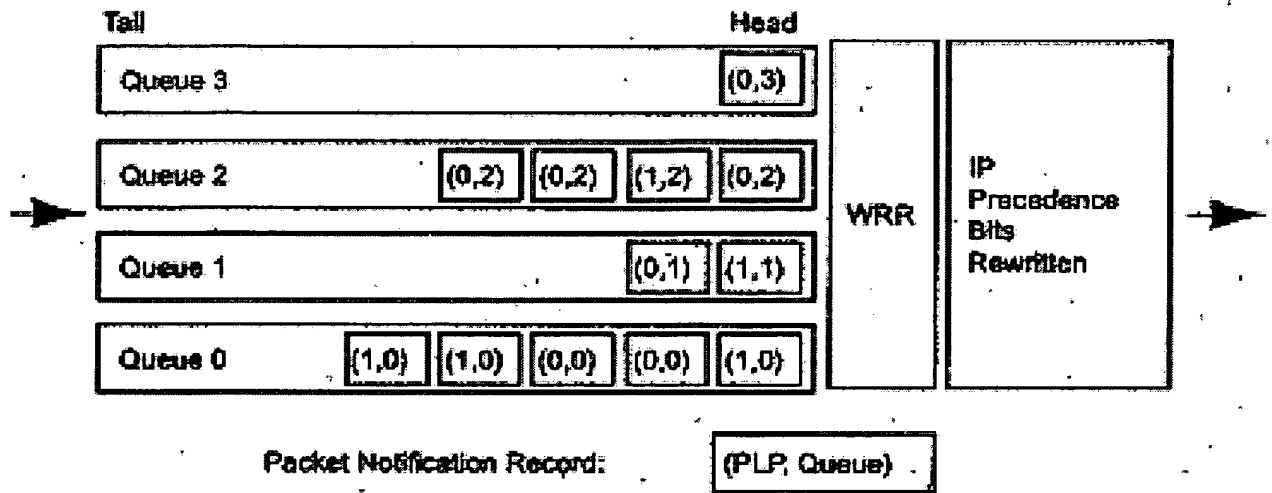 Tail Head
Queue 3 (0,3)
Queue 2 (0,2) (0,2) (1,2) (0,2)
Queue 1 (0,1) (1,1)
Queue 0 (1,0) (1,0) (0,0) (0,0) (1,0)
WRR
IP
Precedence
Bits
Rewritten
Packet Notification Record: (PLP, Queue)